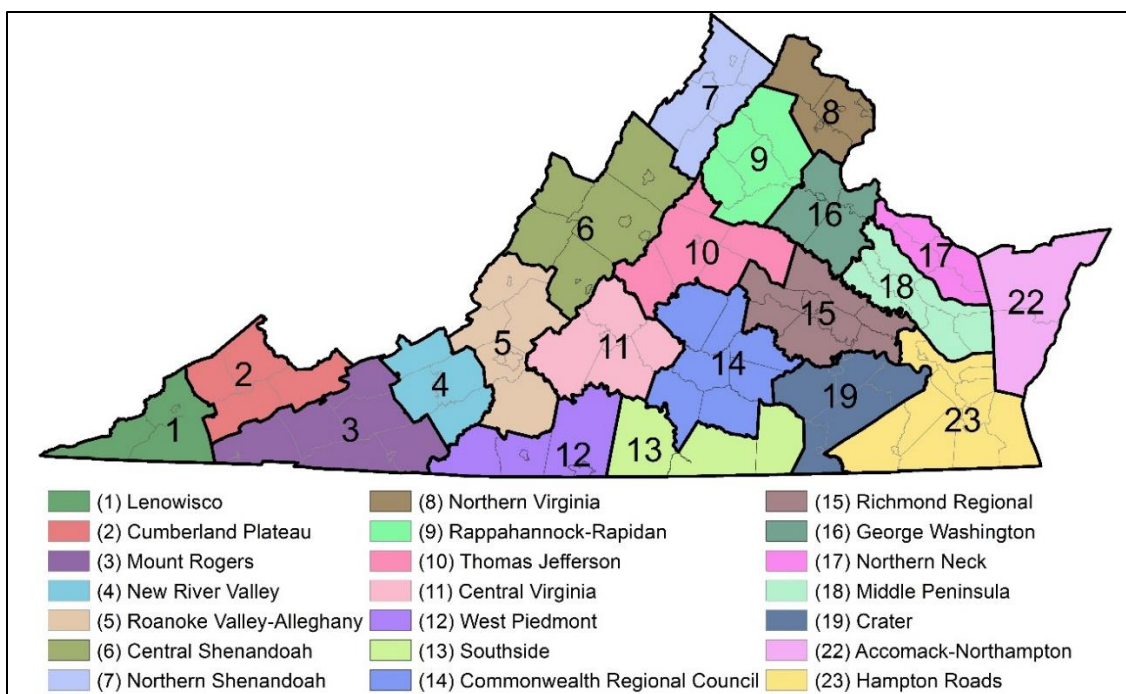 7
8
9
6
16
10
17
18
22
15
5
11
2
14
4
19
1
3
23
12
13
(1) Lenowisco
(2) Cumberland Plateau
(3) Mount Rogers
(4) New River Valley
(5) Roanoke Valley-Alleghany
(6) Central Shenandoah
(7) Northern Shenandoah
(8) Northern Virginia
(9) Rappahannock-Rapidan
(10) Thomas Jefferson
(11) Central Virginia
(12) West Piedmont
(13) Southside
(14) Commonwealth Regional Council
(15) Richmond Regional
(16) George Washington
(17) Northern Neck
(18) Middle Peninsula
(19) Crater
(22) Accomack-Northampton
(23) Hampton Roads